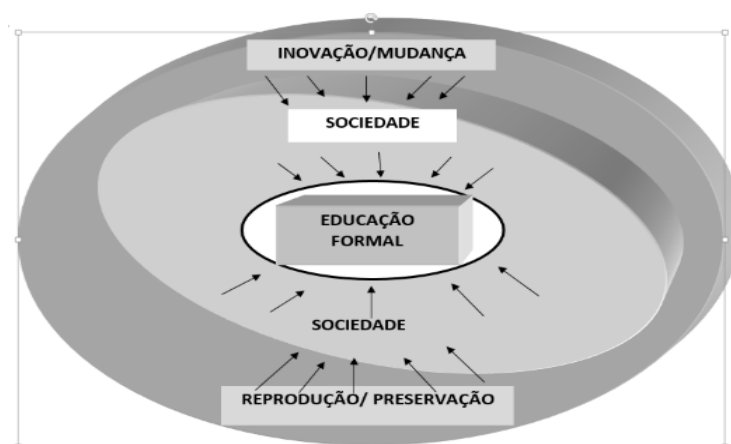 INOVAÇÃO/MUDANÇA
SOCIEDADE
EDUCAÇÃO
FORMAL
SOCIEDADE
REPRODUÇÃO/ PRESERVAÇÃO